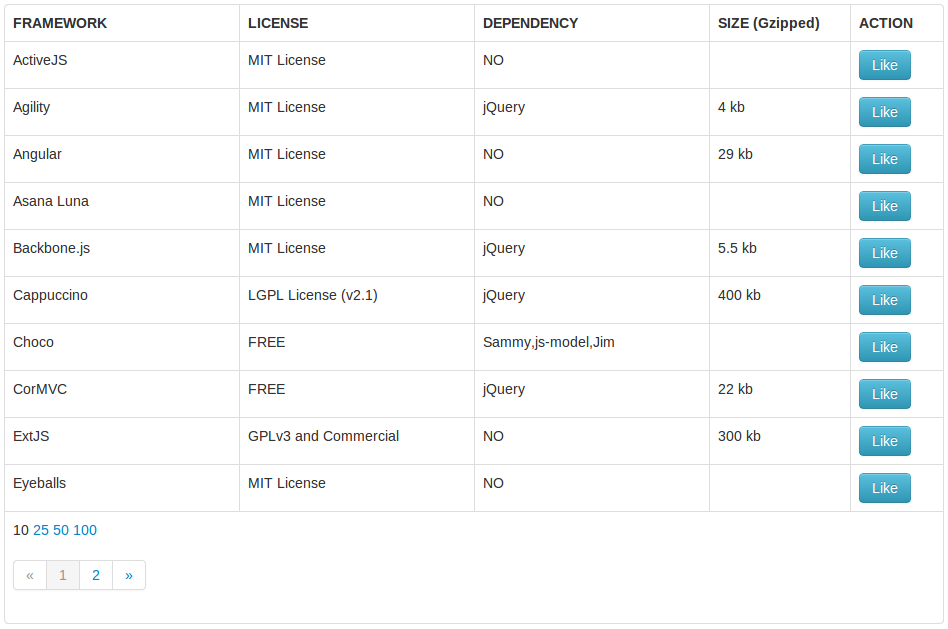 FRAMEWORK LICENSE DEPENDENCY SIZE (Gzipped) ACTION
ActiveJS MIT License NO Like
Agility MIT License jQuery 4 kb Like
Angular MIT License NO 29 kb Like
Asana Luna MIT License NO Like
Backbone.js MIT License jQuery 5.5 kb Like
Cappuccino LGPL License (v2.1) jQuery 400 kb Like
Choco FREE Sammy,js-model,Jim Like
CorMVC FREE jQuery 22 kb Like
ExtJS GPLv3 and Commercial NO 300 kb Like
Eyeballs MIT License NO Like
10 25 50 100
« 1 2 »